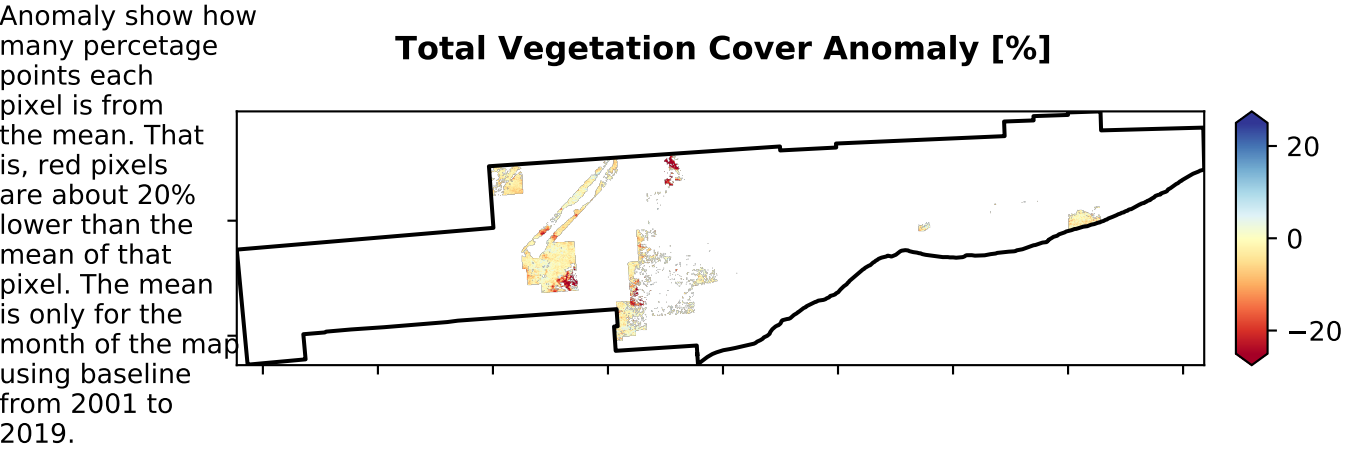 Anomaly show how
many percetage
points each
pixel is from
the mean. That
is, red pixels
are about 20%
lower than the
mean of that
pixel. The mean
is only for the
month of the map
using baseline
from 2001 to
2019.
Total Vegetation Cover Anomaly [%]
20
0
−20